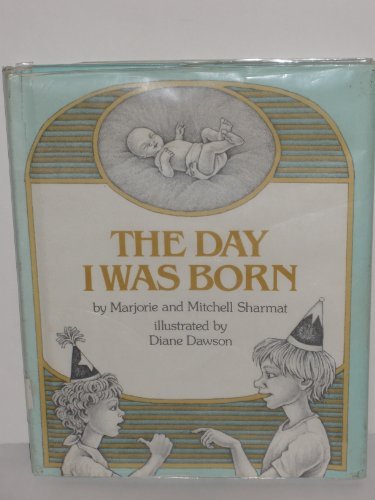 THE DAY
I WAS BORN
by Marjorie and Mitchell Sharmat
illustrated by
Diane Dawson